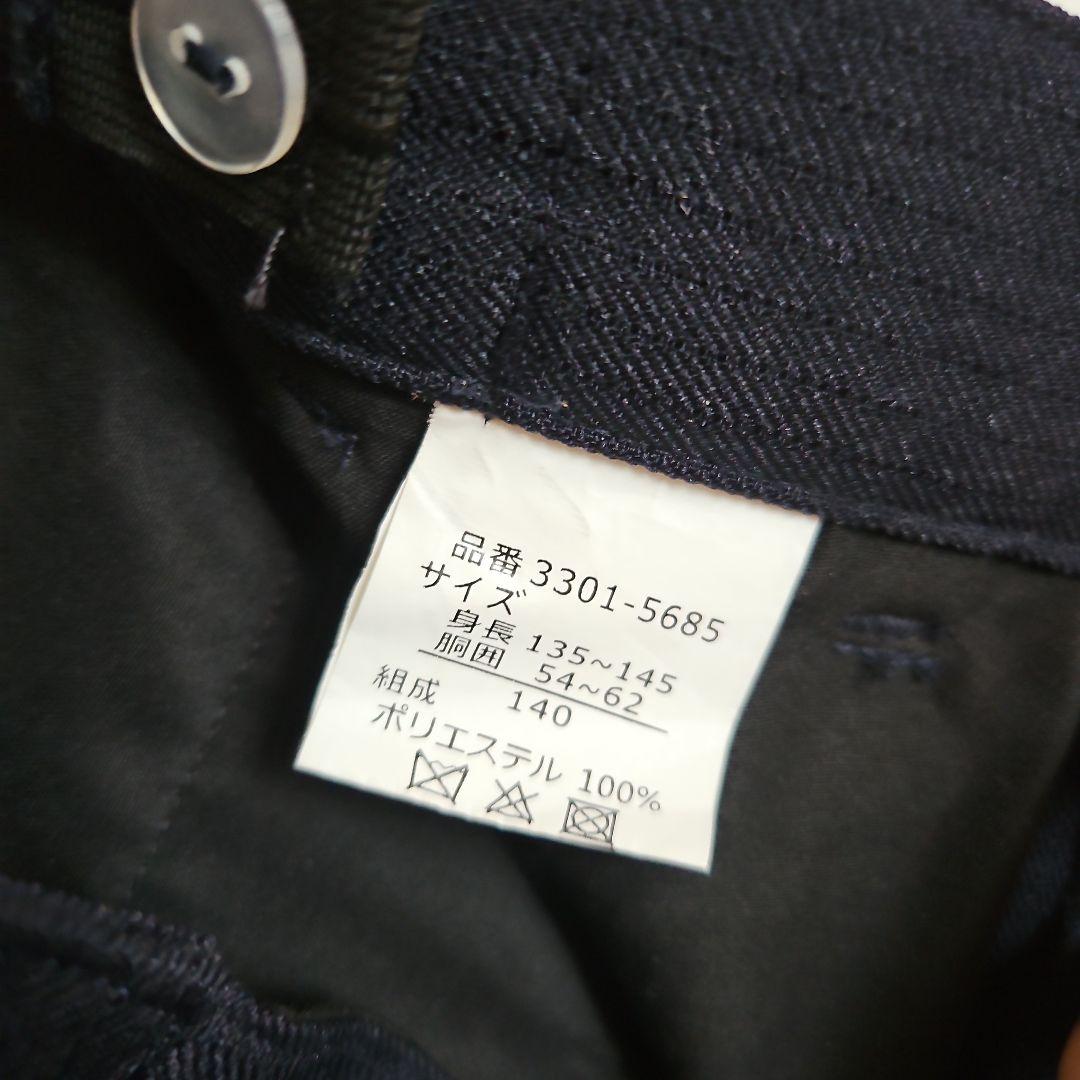 品番 3301-5685
サイズ
身長 135~145
胴囲 54~62
140
組成
ポリエステル 100%